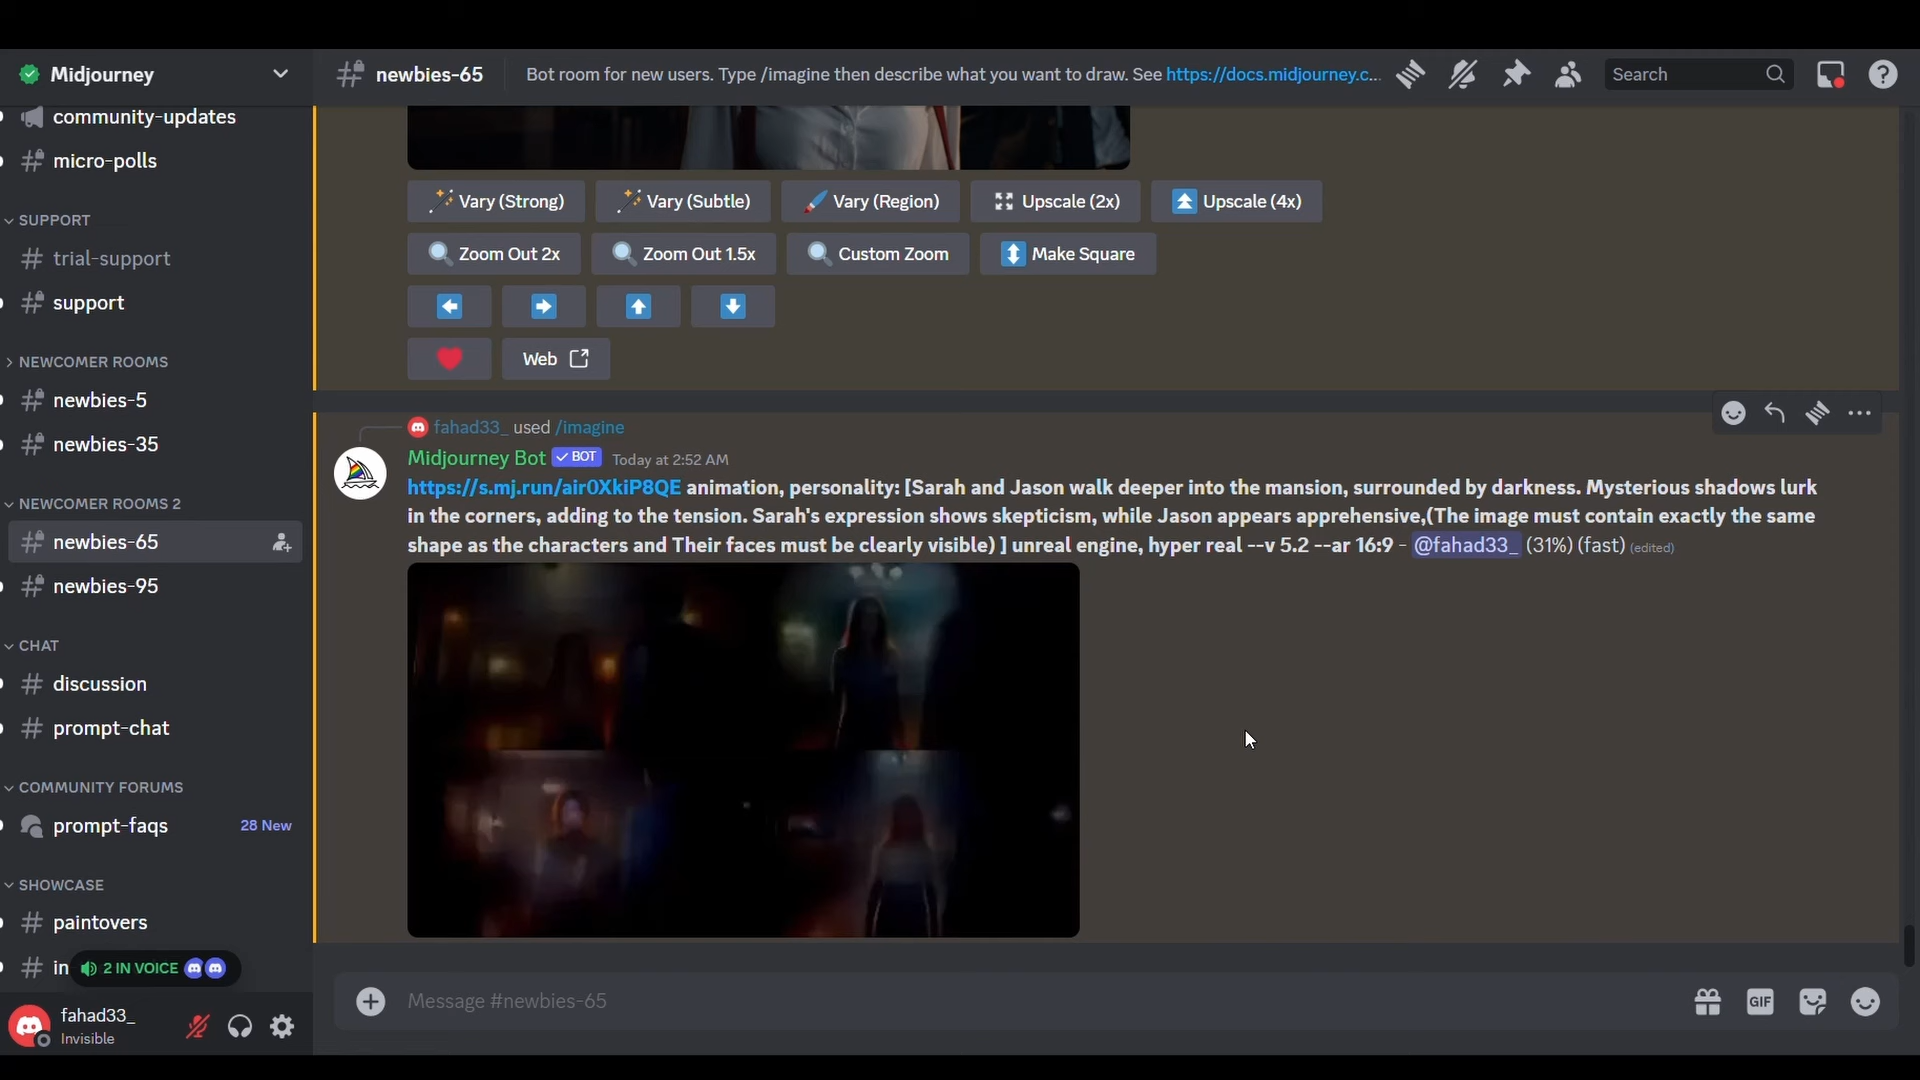 Midjourney
newbies-65
Bot room for new users. Type /imagine then describe what you want to draw. See https://docs.midjourney.c...
Search
community-updates
micro-polls
SUPPORT
trial-support
support
NEWCOMER ROOMS
newbies-5
newbies-35
NEWCOMER ROOMS 2
newbies-65
newbies-95
CHAT
discussion
prompt-chat
COMMUNITY FORUMS
prompt-faqs
28 New
SHOWCASE
paintovers
in
2 IN VOICE
fahad33_
Invisible
Vary (Strong)
Vary (Subtle)
Vary (Region)
Upscale (2x)
Upscale (4x)
Zoom Out 2x
Zoom Out 1.5x
Custom Zoom
Make Square
Web
fahad33_ used /imagine
Midjourney Bot BOT Today at 2:52 AM
https://s.mj.run/air0XkiP8QE animation, personality: [Sarah and Jason walk deeper into the mansion, surrounded by darkness. Mysterious shadows lurk
in the corners, adding to the tension. Sarah's expression shows skepticism, while Jason appears apprehensive,(The image must contain exactly the same
shape as the characters and Their faces must be clearly visible) ] unreal engine, hyper real --v 5.2 --ar 16:9 - @fahad33_ (31%) (fast) (edited)
Message #newbies-65
GIF